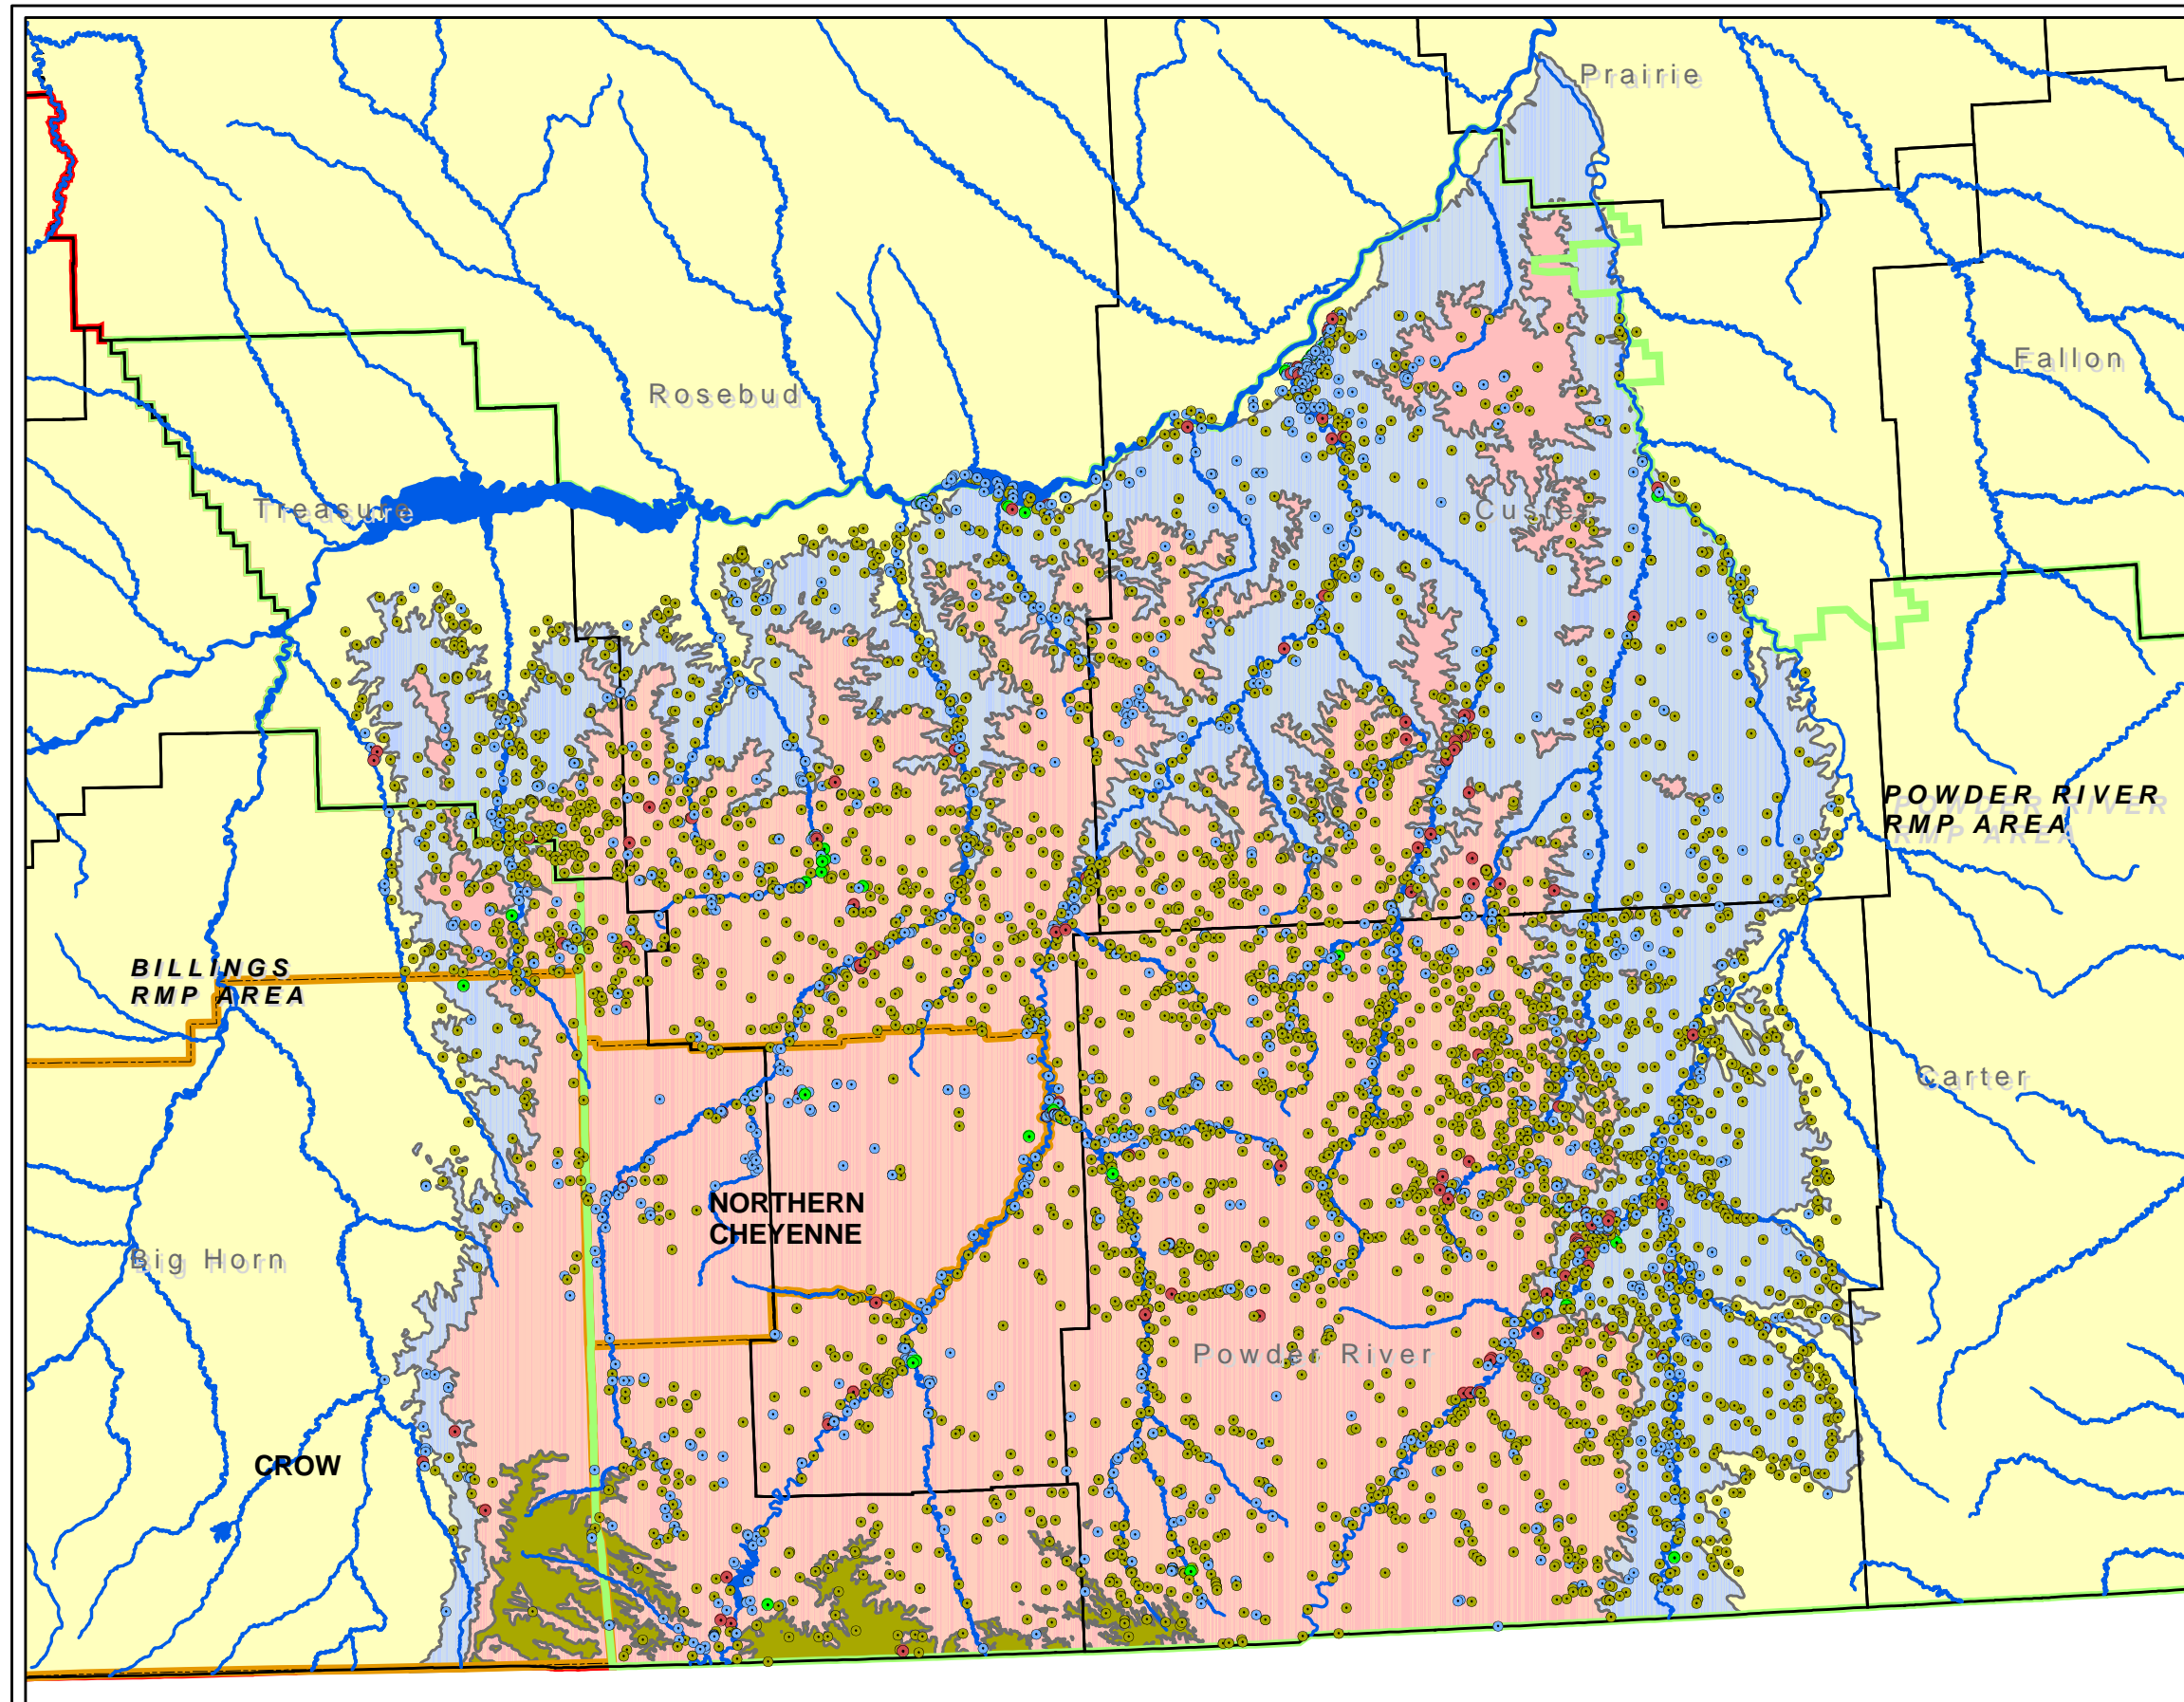 Prairie
Fallon
Rosebud
Treasure
Custer
POWDER RIVER
RMP AREA
BILLINGS
RMP AREA
Carter
NORTHERN
CHEYENNE
Big Horn
Powder River
CROW